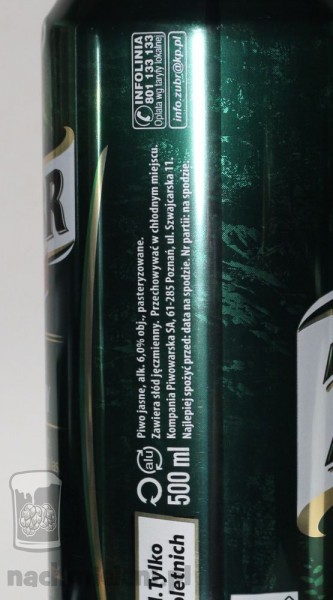 INFOLINIA
801 133 133
Opłata wg taryfy lokalnej
info.zubr@kp.pl
Piwo jasne, alk. 6,0% obj., pasteryzowane.
Zawiera słód jęczmienny. Przechowywać w chłodnym miejscu.
Kompania Piwowarska SA, 61-285 Poznań, ul. Szwajcarska 11.
Najlepiej spożyć przed: data na spodzie. Nr partii: na spodzie.
alu
500 ml
. Tylko
letnich
R